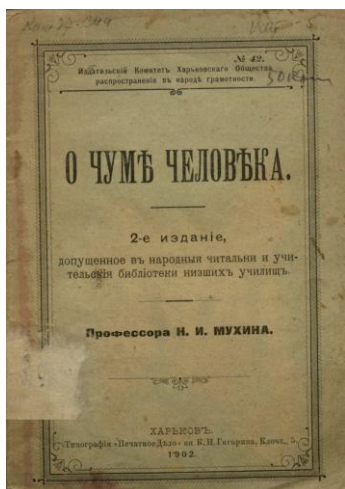 № 42.
Издательскій Комитетъ Харьковскаго Общества
распространенія въ народѣ грамотности.
О ЧУМѢ ЧЕЛОВѢКА.
2-е изданіе,
допущенное въ народныя читальни и учи-
тельскія библіотеки низшихъ училищъ.
Профессора Н. И. МУХИНА.
ХАРЬКОВЪ.
Типографія «Печатное Дѣло» кн. К. Н. Гагарина, Клочк., 5.
1902.